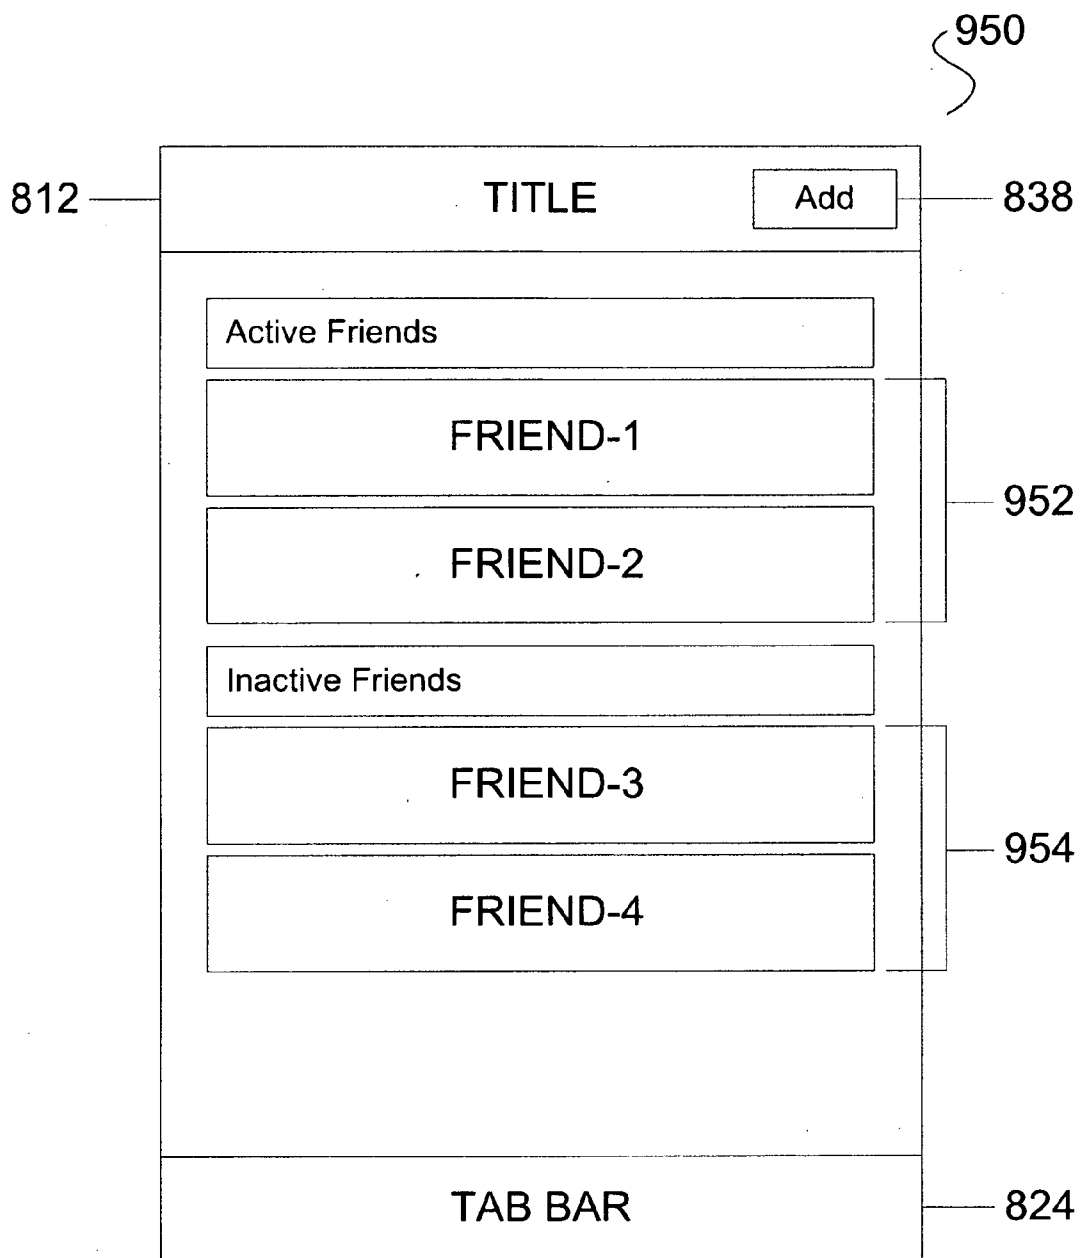 950
812 TITLE Add 838
Active Friends
FRIEND-1
952
FRIEND-2
Inactive Friends
FRIEND-3
954
FRIEND-4
TAB BAR 824